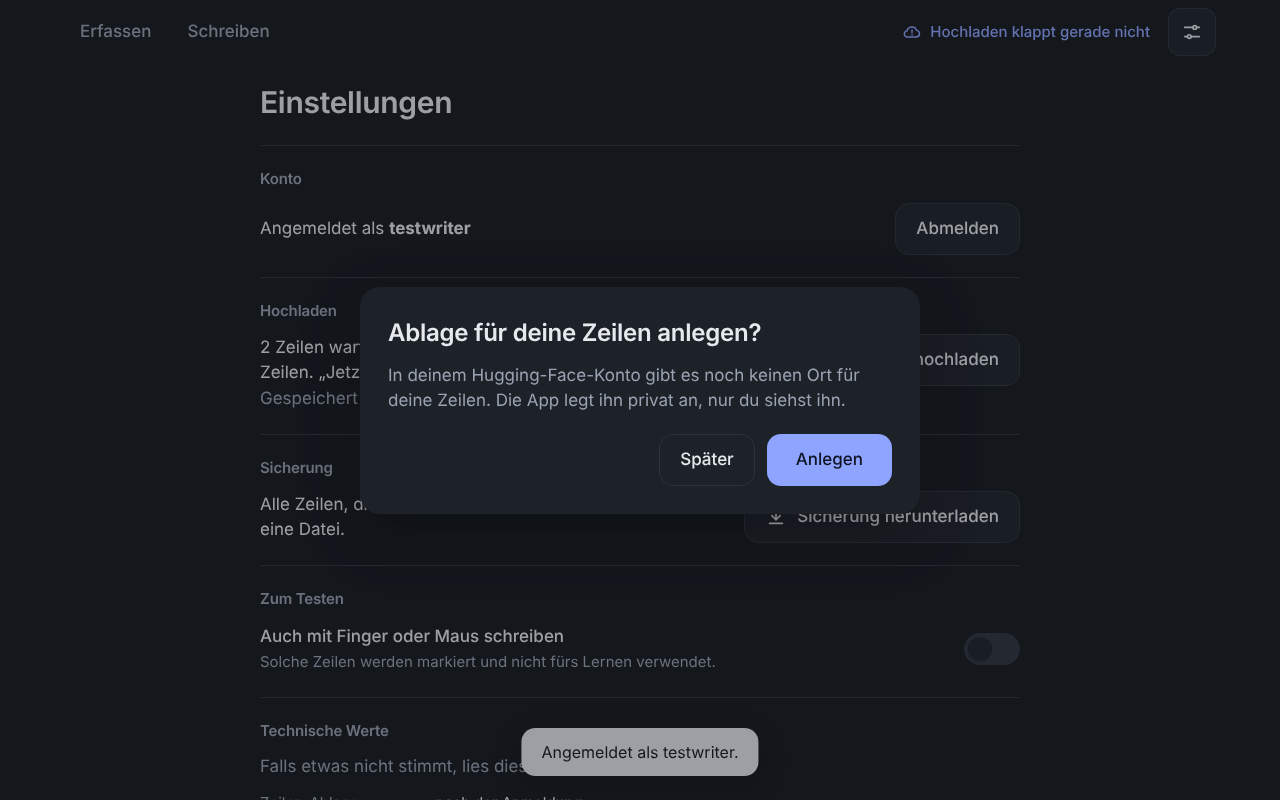 Erfassen
Schreiben
Hochladen klappt gerade nicht
Einstellungen
Konto
Angemeldet als testwriter
Abmelden
Hochladen
2 Zeilen
Zeilen.
Gespeichert
hochladen
Ablage für deine Zeilen anlegen?
In deinem Hugging-Face-Konto gibt es noch keinen Ort für
deine Zeilen. Die App legt ihn privat an, nur du siehst ihn.
Später
Anlegen
Sicherung
Alle Zeilen,
eine Datei.
Sicherung herunterladen
Zum Testen
Auch mit Finger oder Maus schreiben
Solche Zeilen werden markiert und nicht fürs Lernen verwendet.
Technische Werte
Falls etwas nicht stimmt, lies
Angemeldet als testwriter.